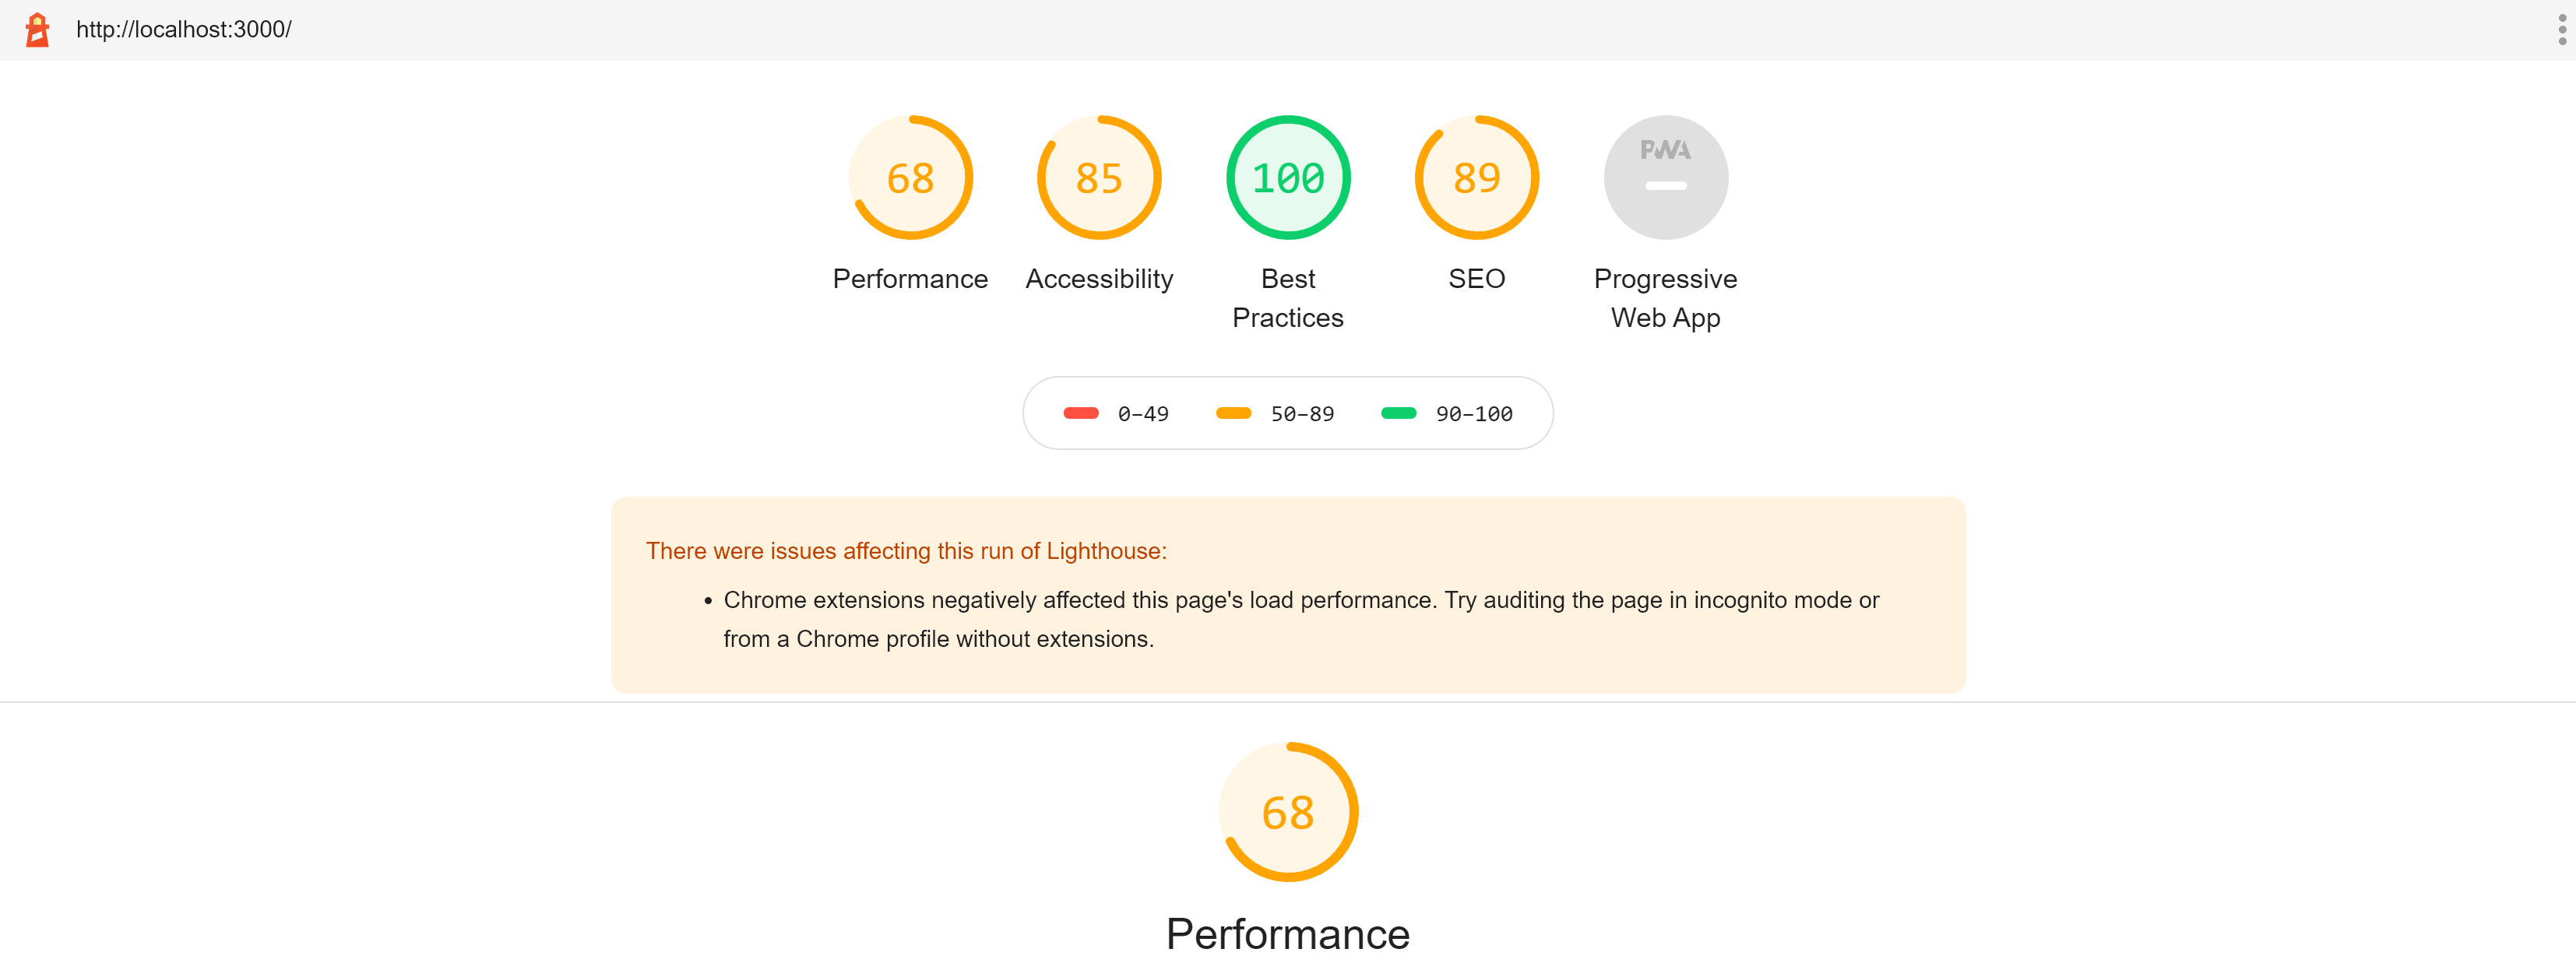 http://localhost:3000/
68 85 100 89 PWA
Performance Accessibility Best SEO Progressive
Practices Web App
0–49 50–89 90–100
There were issues affecting this run of Lighthouse:
• Chrome extensions negatively affected this page's load performance. Try auditing the page in incognito mode or
from a Chrome profile without extensions.
68
Performance